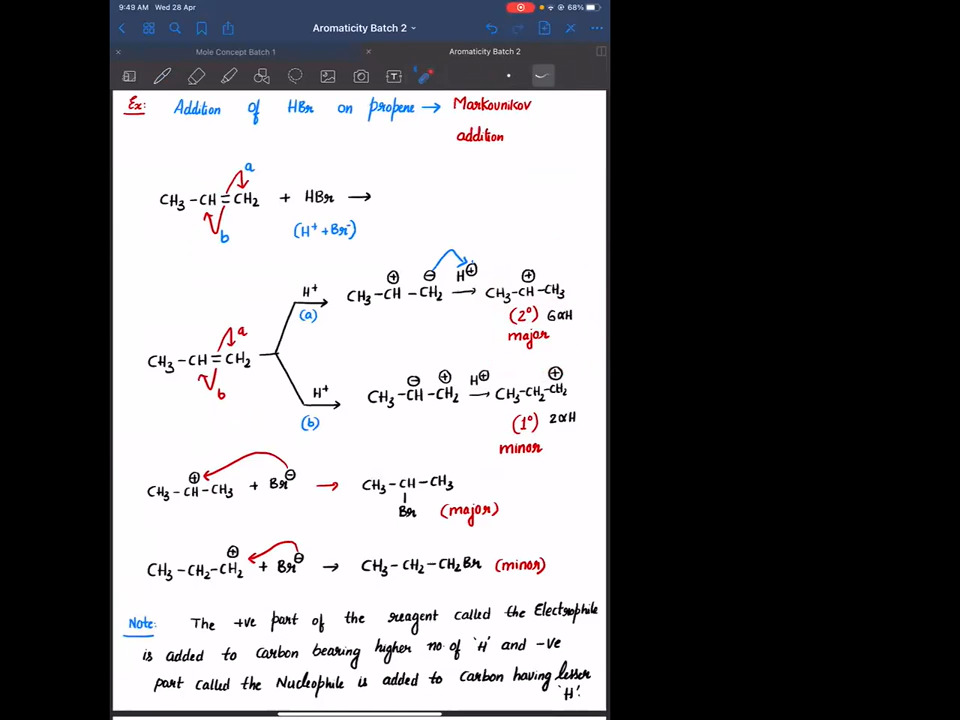 9:49 AM Wed 28 Apr
68%
Aromaticity Batch 2
Mole Concept Batch 1
Aromaticity Batch 2
Ex: Addition of HBr on propene → Markounikov
addition
a
CH3 -CH=CH2 + HBr →
b
(H+ + Br-)
H+
(a)
CH3-CH⊕ -CH2⊖ H⊕ → CH3-CH⊕-CH3
(2°) 6αH
major
a
CH3 -CH=CH2
b
H+
(b)
CH3 -CH⊖ -CH2⊕ H⊕ → CH3-CH2-CH2⊕
(1°) 2αH
minor
CH3 -CH⊕-CH3 + Br⊖ → CH3 -CH -CH3
Br (major)
CH3 -CH2 -CH2⊕ + Br⊖ → CH3 -CH2 -CH2Br (minor)
Note: The +ve part of the reagent called the Electrophile
is added to carbon bearing higher no. of 'H' and -ve
part called the Nucleophile is added to carbon having lesser
'H'.